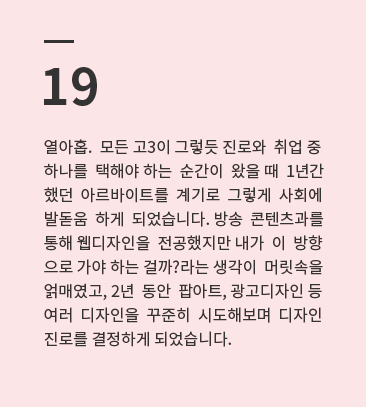 19
열아홉. 모든 고3이 그렇듯 진로와 취업 중
하나를 택해야 하는 순간이 왔을 때 1년간
했던 아르바이트를 계기로 그렇게 사회에
발돋움 하게 되었습니다. 방송 콘텐츠과를
통해 웹디자인을 전공했지만 내가 이 방향
으로 가야 하는 걸까?라는 생각이 머릿속을
얽매였고, 2년 동안 팝아트, 광고디자인 등
여러 디자인을 꾸준히 시도해보며 디자인
진로를 결정하게 되었습니다.